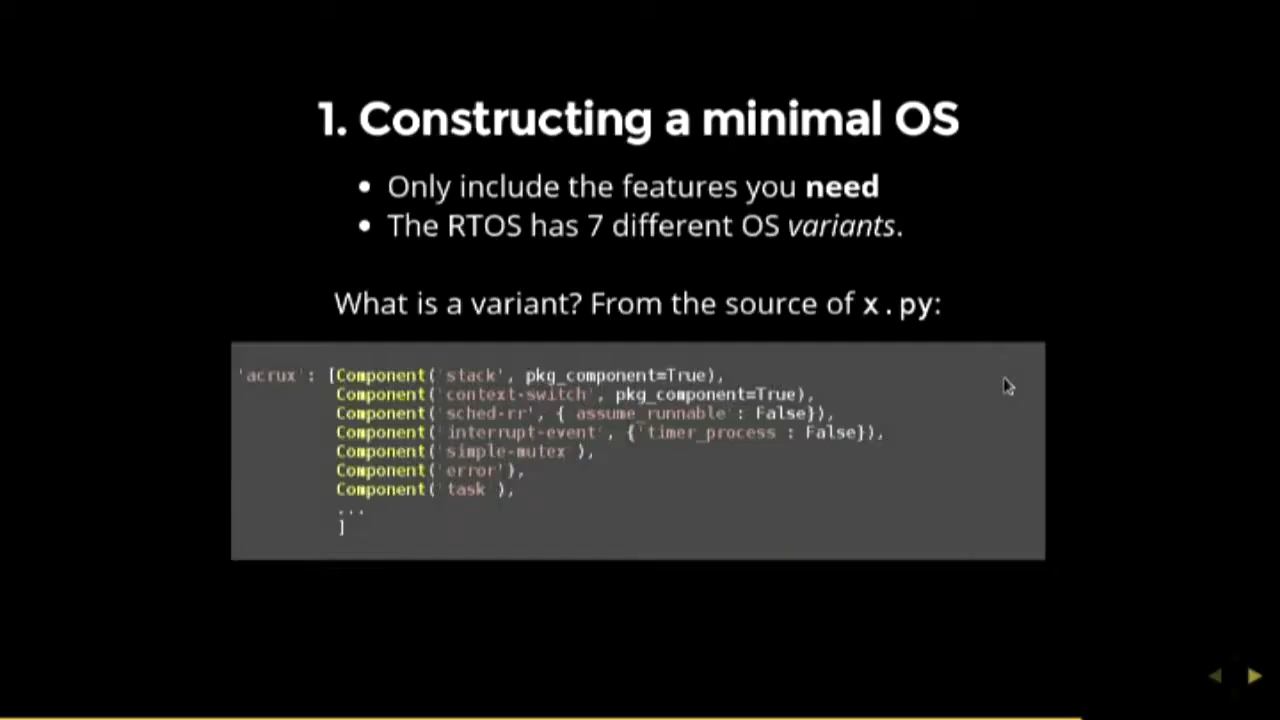 1. Constructing a minimal OS
• Only include the features you need
• The RTOS has 7 different OS variants.
What is a variant? From the source of x.py:
'acrux': [Component('stack', pkg_component=True),
Component('context-switch', pkg_component=True),
Component('sched-rr', {'assume_runnable': False}),
Component('interrupt-event', {'timer_process': False}),
Component('simple-mutex'),
Component('error'),
Component('task'),
...
]